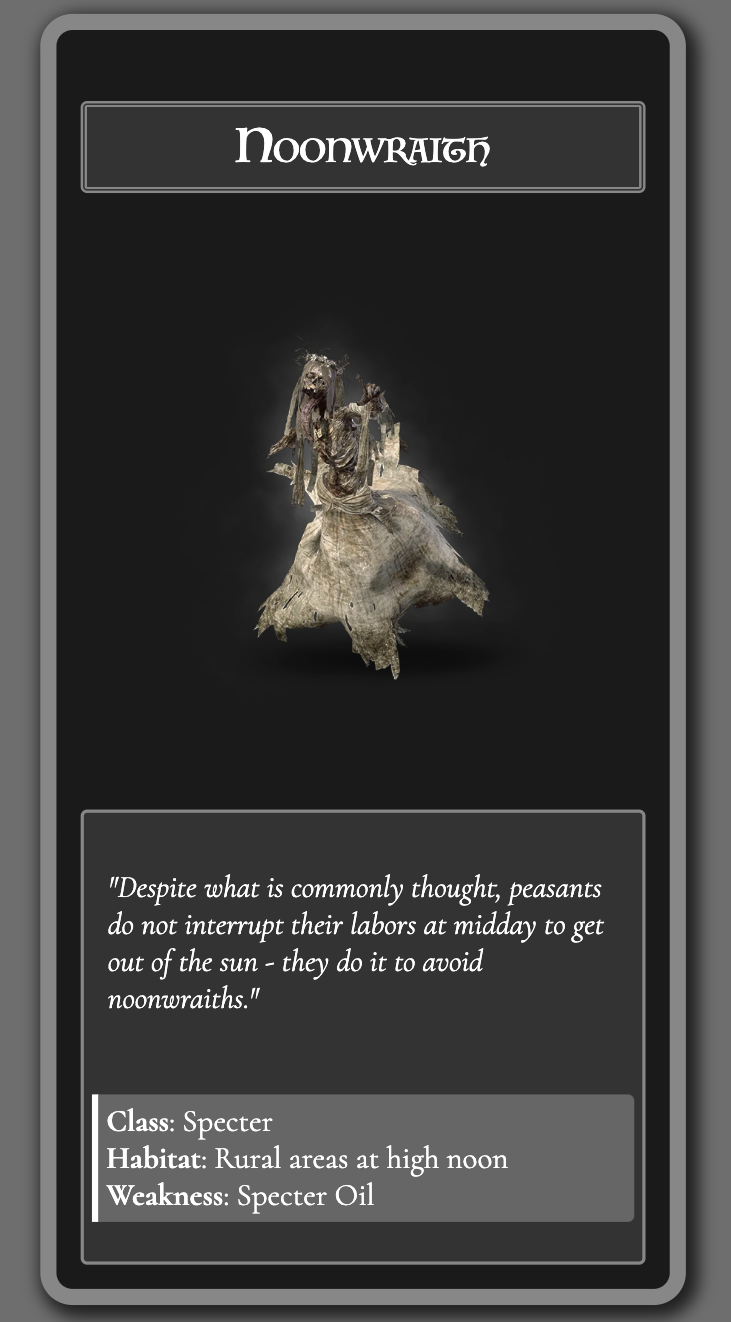 Noonwraith
"Despite what is commonly thought, peasants
do not interrupt their labors at midday to get
out of the sun - they do it to avoid
noonwraiths."
Class: Specter
Habitat: Rural areas at high noon
Weakness: Specter Oil